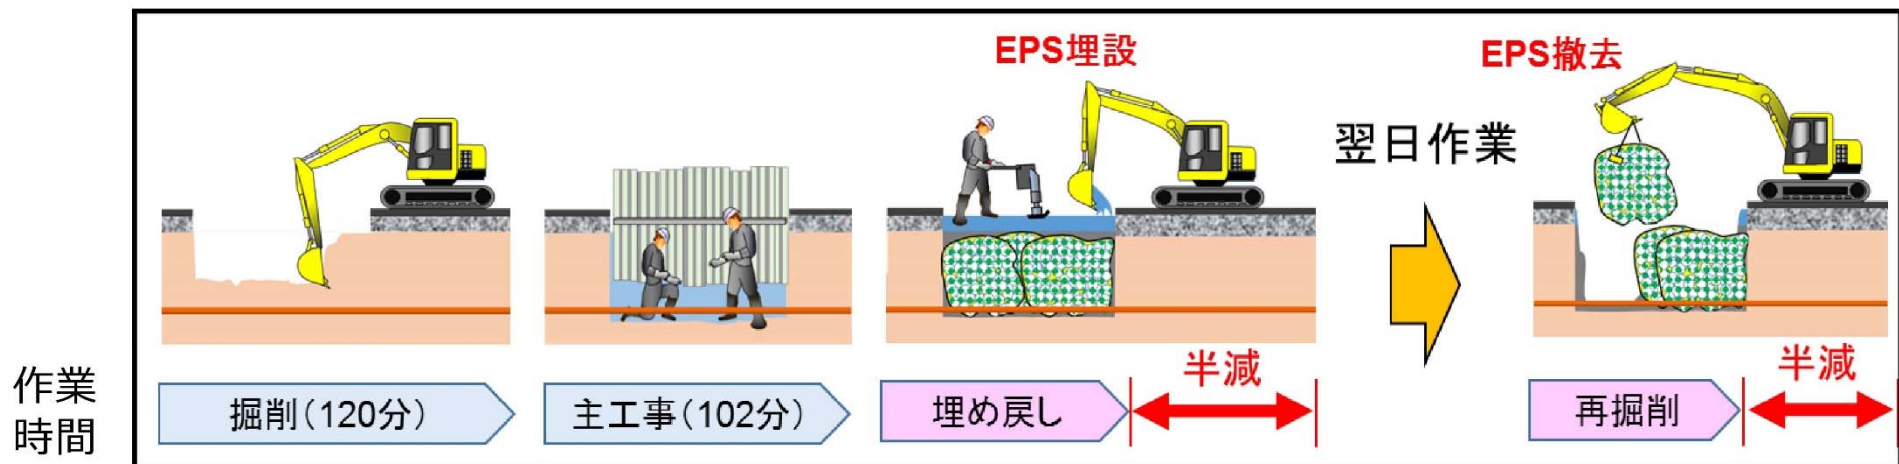 EPS埋設
EPS撤去
翌日作業
作業
時間
掘削（120分）
主工事（102分）
埋め戻し
半減
再掘削
半減